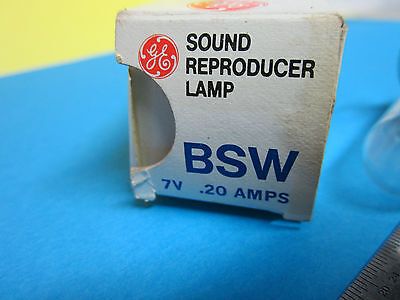 GE
SOUND
REPRODUCER
LAMP
BSW
7V .20 AMPS